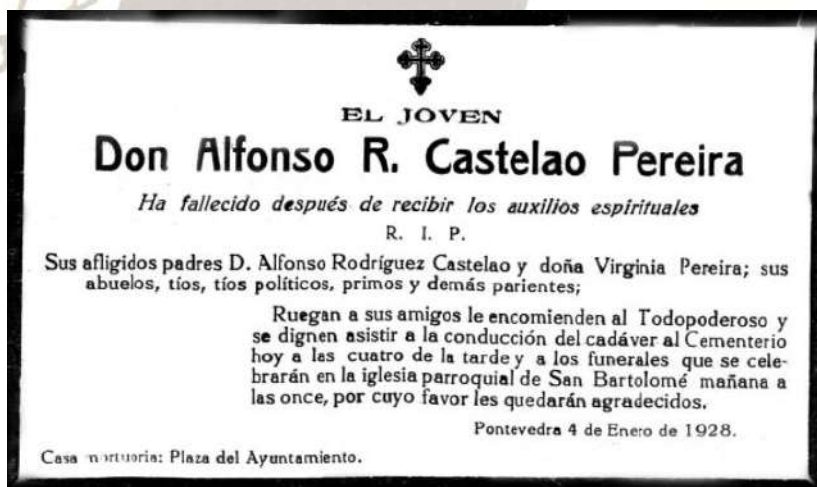 EL JOVEN
Don Alfonso R. Castelao Pereira
Ha fallecido después de recibir los auxilios espirituales
R. I. P.
Sus afligidos padres D. Alfonso Rodríguez Castelao y doña Virginia Pereira; sus
abuelos, tíos, tíos políticos, primos y demás parientes;
Ruegan a sus amigos le encomienden al Todopoderoso y
se dignen asistir a la conducción del cadáver al Cementerio
hoy a las cuatro de la tarde y a los funerales que se cele-
brarán en la iglesia parroquial de San Bartolomé mañana a
las once, por cuyo favor les quedarán agradecidos.
Pontevedra 4 de Enero de 1928.
Casa mortuoria: Plaza del Ayuntamiento.